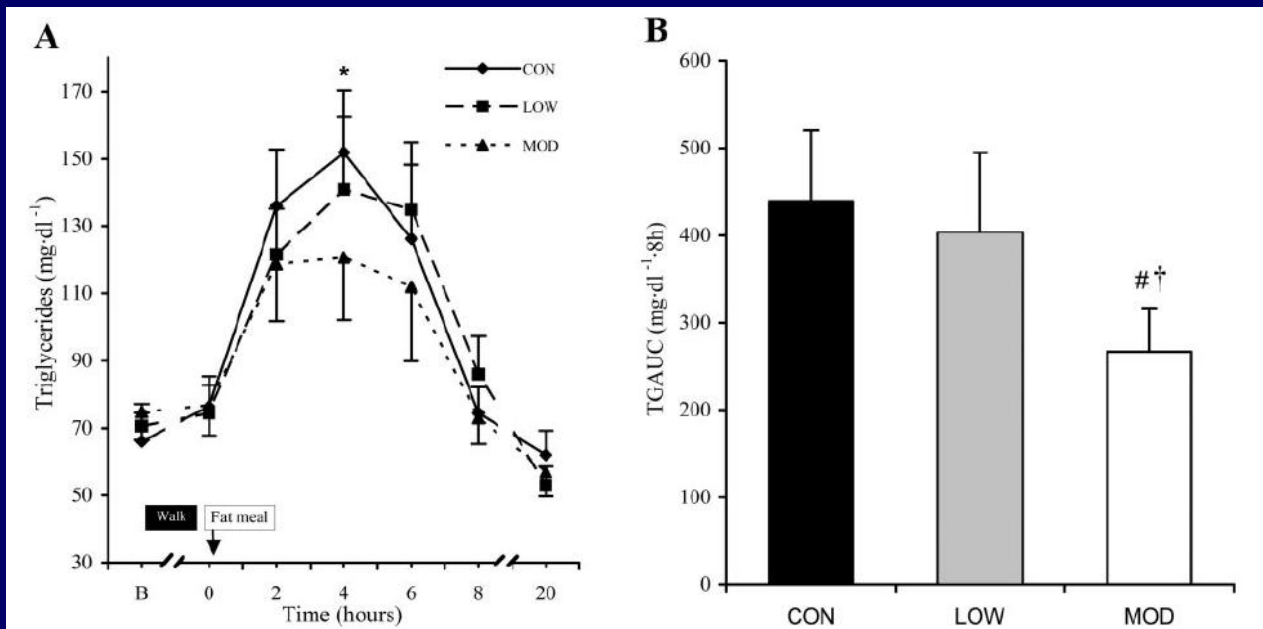 A
170
150
130
110
90
70
50
30
Triglycerides (mg·dl⁻¹)
*
CON
LOW
MOD
Walk
Fat meal
B 0 2 4 6 8 20
Time (hours)
B
600
500
400
300
200
100
0
TGAUC (mg·dl⁻¹·8h)
#†
CON LOW MOD